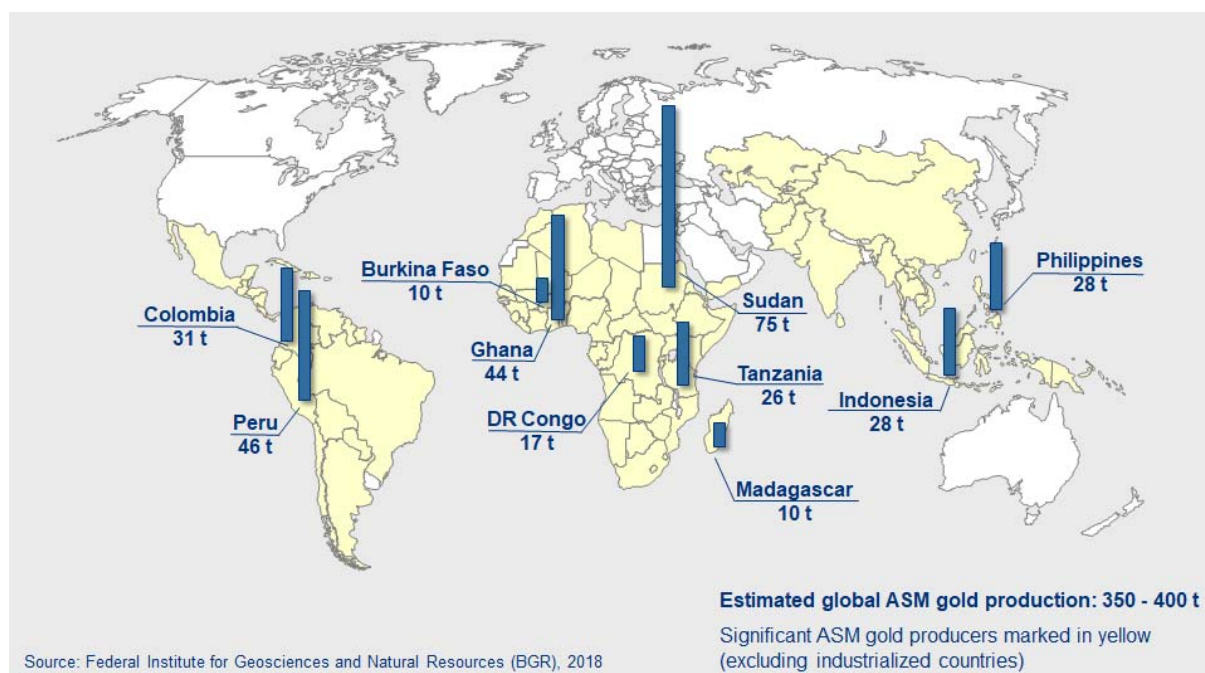 Burkina Faso
10 t
Colombia
31 t
Peru
46 t
Ghana
44 t
DR Congo
17 t
Sudan
75 t
Tanzania
26 t
Madagascar
10 t
Philippines
28 t
Indonesia
28 t
Estimated global ASM gold production: 350 - 400 t
Significant ASM gold producers marked in yellow
(excluding industrialized countries)
Source: Federal Institute for Geosciences and Natural Resources (BGR), 2018